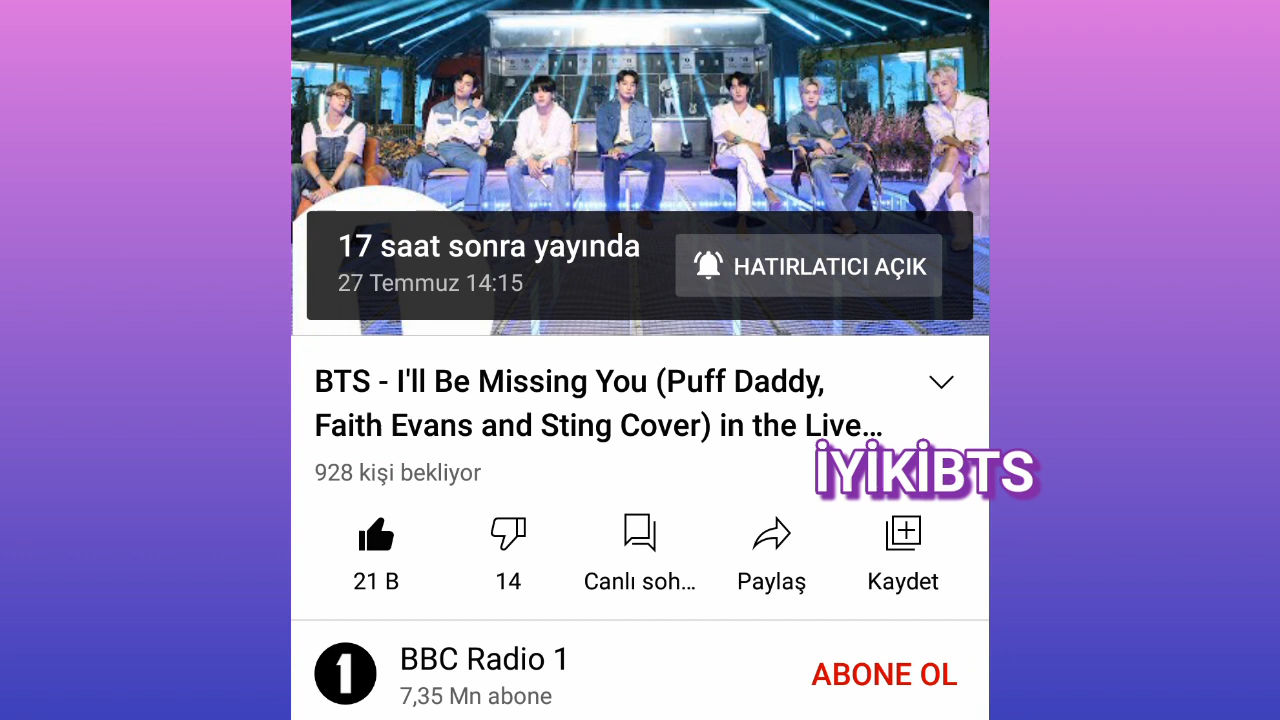 17 saat sonra yayında
27 Temmuz 14:15
HATIRLATICI AÇIK
BTS - I'll Be Missing You (Puff Daddy,
Faith Evans and Sting Cover) in the Live...
928 kişi bekliyor
İYİKİBTS
21 B
14
Canlı soh...
Paylaş
Kaydet
1
BBC Radio 1
7,35 Mn abone
ABONE OL